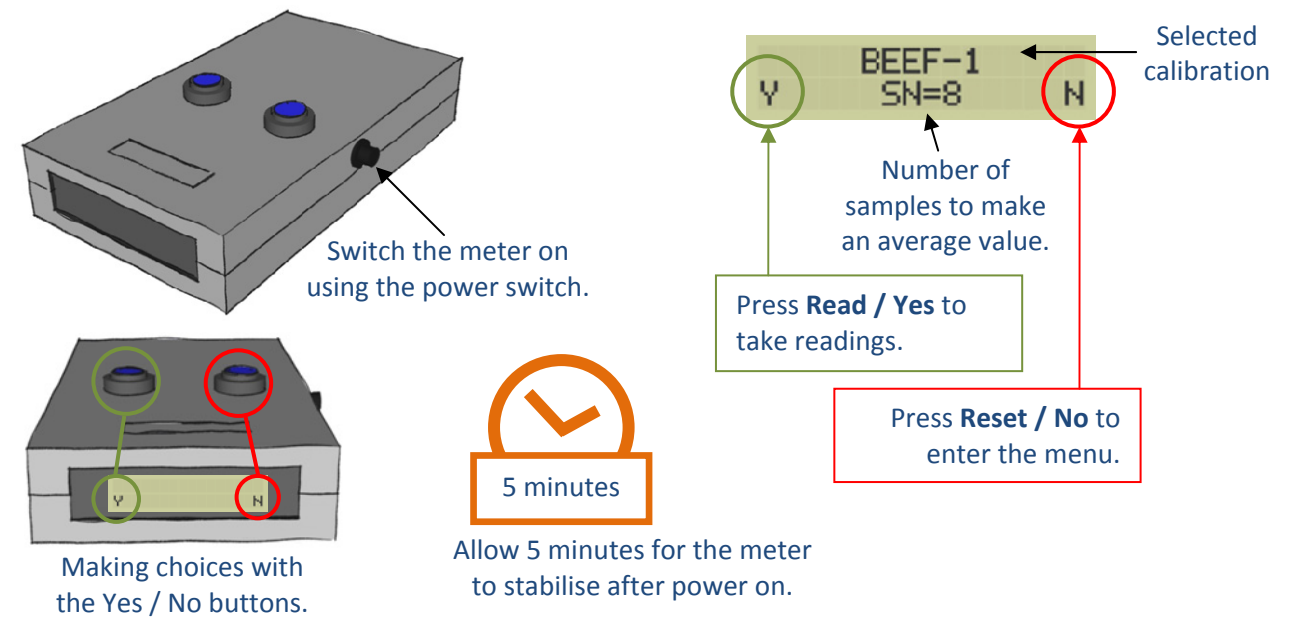 Switch the meter on
using the power switch.
BEEF-1
Y SN=8 N
Selected
calibration
Number of
samples to make
an average value.
Press Read / Yes to
take readings.
Press Reset / No to
enter the menu.
Y N
Making choices with
the Yes / No buttons.
5 minutes
Allow 5 minutes for the meter
to stabilise after power on.